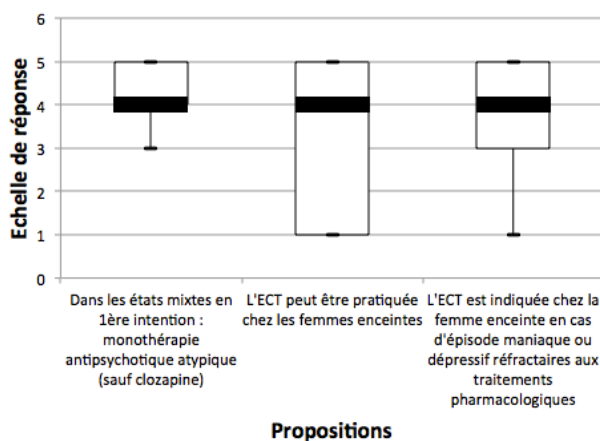 6
5
4
3
2
1
0
Echelle de réponse
Dans les états mixtes en
1ère intention :
monothérapie
antipsychotique atypique
(sauf clozapine)
L'ECT peut être pratiquée
chez les femmes enceintes
L'ECT est indiquée chez la
femme enceinte en cas
d'épisode maniaque ou
dépressif réfractaires aux
traitements
pharmacologiques
Propositions